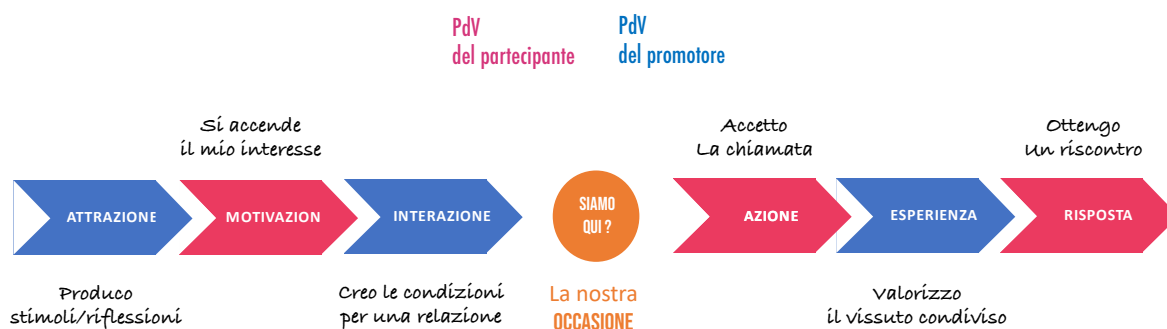 PdV
del partecipante
PdV
del promotore
Si accende
il mio interesse
Accetto
La chiamata
Ottengo
Un riscontro
ATTRAZIONE
MOTIVAZION
INTERAZIONE
SIAMO
QUI ?
AZIONE
ESPERIENZA
RISPOSTA
Produco
stimoli/riflessioni
Creo le condizioni
per una relazione
La nostra
OCCASIONE
Valorizzo
il vissuto condiviso